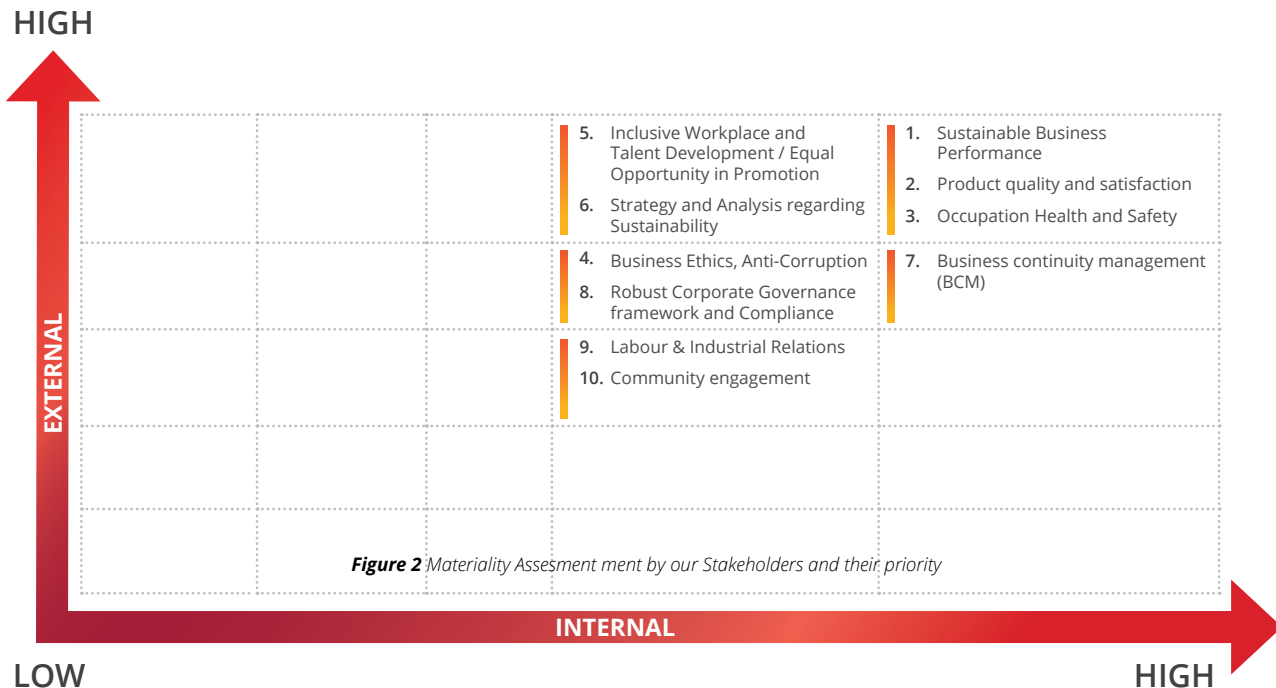 HIGH
5. Inclusive Workplace and
Talent Development / Equal
Opportunity in Promotion
6. Strategy and Analysis regarding
Sustainability
1. Sustainable Business
Performance
2. Product quality and satisfaction
3. Occupation Health and Safety
4. Business Ethics, Anti-Corruption
8. Robust Corporate Governance
framework and Compliance
7. Business continuity management
(BCM)
9. Labour & Industrial Relations
10. Community engagement
EXTERNAL
Figure 2 Materiality Assesment ment by our Stakeholders and their priority
INTERNAL
LOW
HIGH